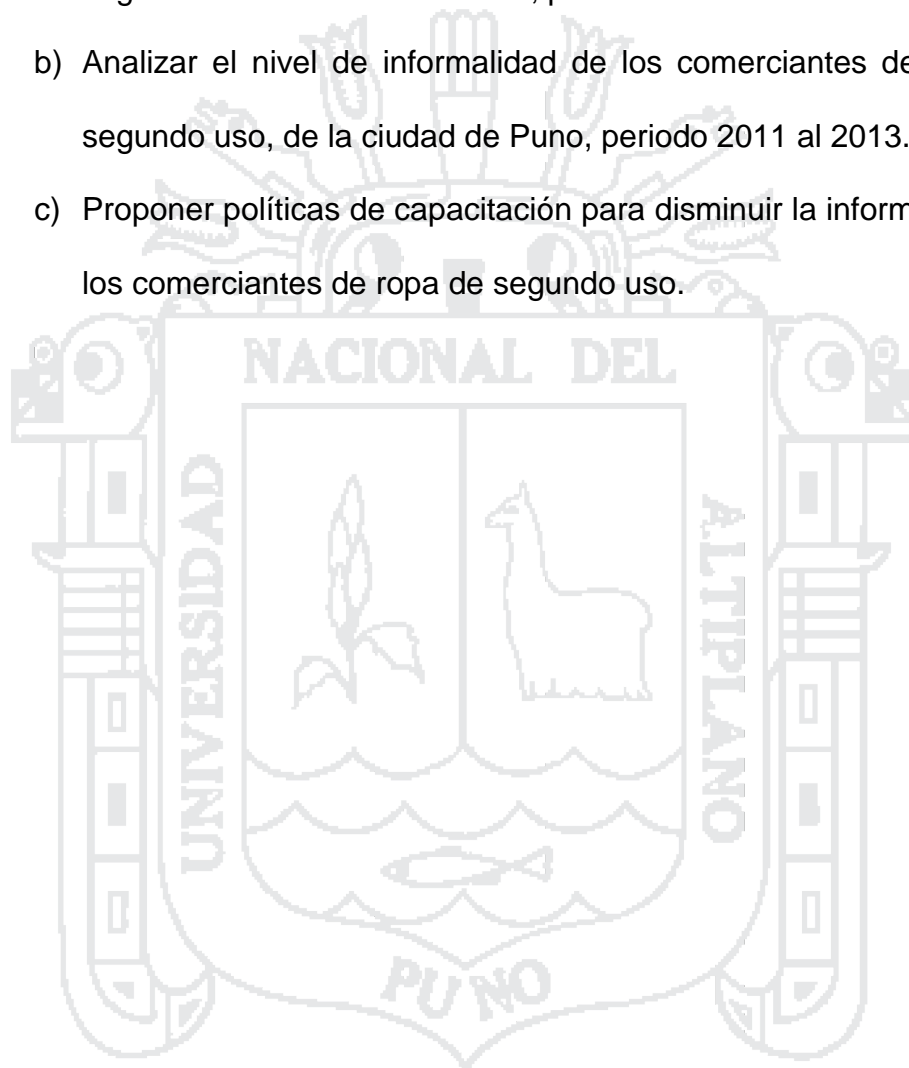 b) Analizar el nivel de informalidad de los comerciantes de
segundo uso, de la ciudad de Puno, periodo 2011 al 2013.
c) Proponer políticas de capacitación para disminuir la inform
los comerciantes de ropa de segundo uso.
NACIONAL DEL
UNIVERSIDAD
ALTIPLANO
PUNO